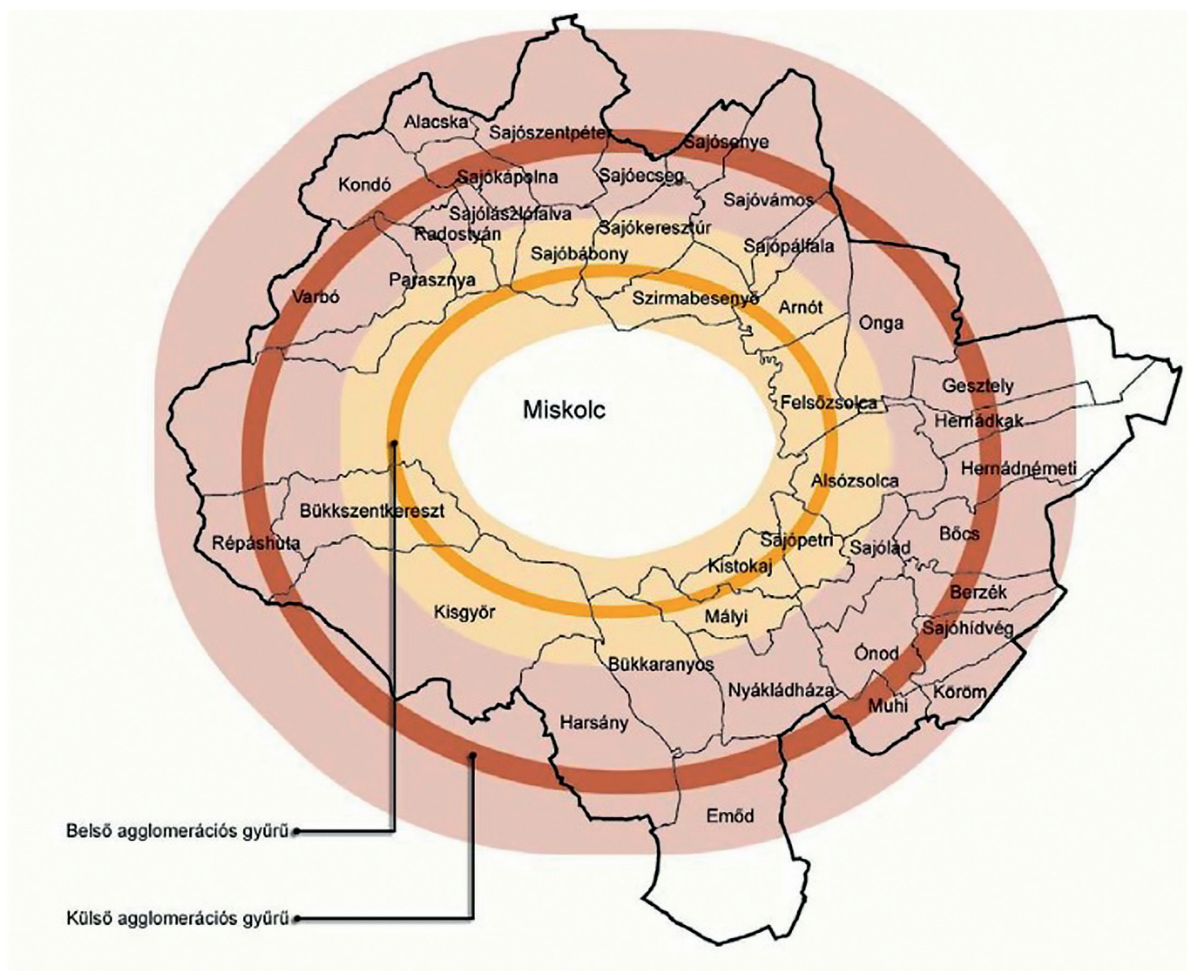 Alacska
Sajószentpéter
Sajósenye
Kondó
Sajókápolna
Sajóecseg
Sajóvámos
Sajólászlófalva
Radostyán
Sajókeresztúr
Sajópálfala
Sajóbábony
Parasznya
Varbó
Szirmabesenyő
Arnót
Onga
Gesztely
Miskolc
Felsőzsolca
Hernádkak
Hernádnémeti
Alsózsolca
Bükkszentkereszt
Répáshuta
Sajópetri
Sajólád
Bőcs
Kistokaj
Berzék
Kisgyőr
Mályi
Sajóhídvég
Ónod
Bükkaranyos
Nyákládháza
Muhi
Köröm
Harsány
Emőd
Belső agglomerációs gyűrű
Külső agglomerációs gyűrű